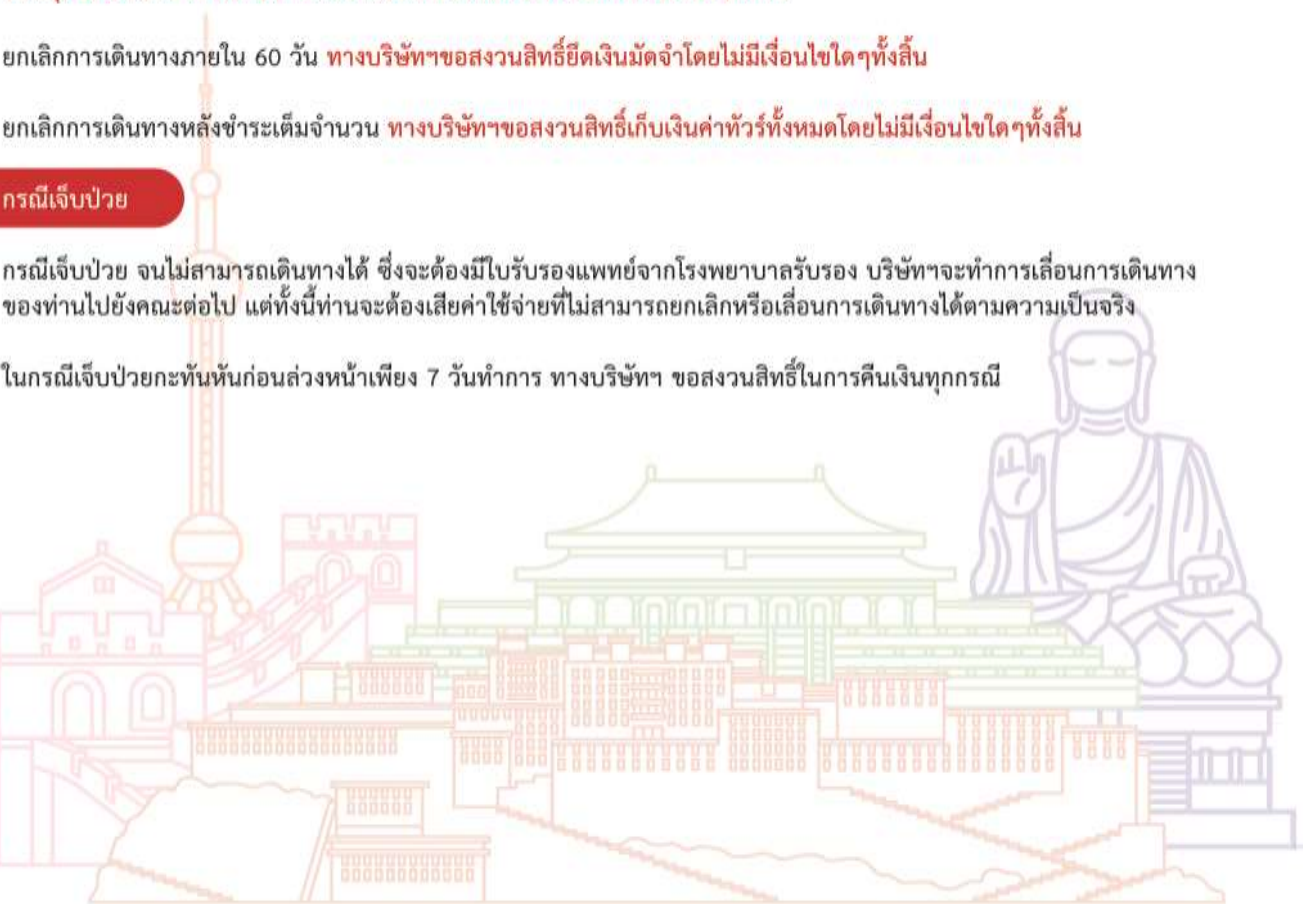 ยกเลิกการเดินทางภายใน 60 วัน ทางบริษัทฯขอสงวนสิทธิ์ยึดเงินมัดจำโดยไม่มีเงื่อนไขใดๆทั้งสิ้น
ยกเลิกการเดินทางหลังชำระเต็มจำนวน ทางบริษัทฯขอสงวนสิทธิ์เก็บเงินค่าทัวร์ทั้งหมดโดยไม่มีเงื่อนไขใดๆทั้งสิ้น
กรณีเจ็บป่วย
กรณีเจ็บป่วย จนไม่สามารถเดินทางได้ ซึ่งจะต้องมีใบรับรองแพทย์จากโรงพยาบาลรับรอง บริษัทฯจะทำการเลื่อนการเดินทาง
ของท่านไปยังคณะต่อไป แต่ทั้งนี้ท่านจะต้องเสียค่าใช้จ่ายที่ไม่สามารถยกเลิกหรือเลื่อนการเดินทางได้ตามความเป็นจริง
ในกรณีเจ็บป่วยกะทันหันก่อนล่วงหน้าเพียง 7 วันทำการ ทางบริษัทฯ ขอสงวนสิทธิ์ในการคืนเงินทุกกรณี